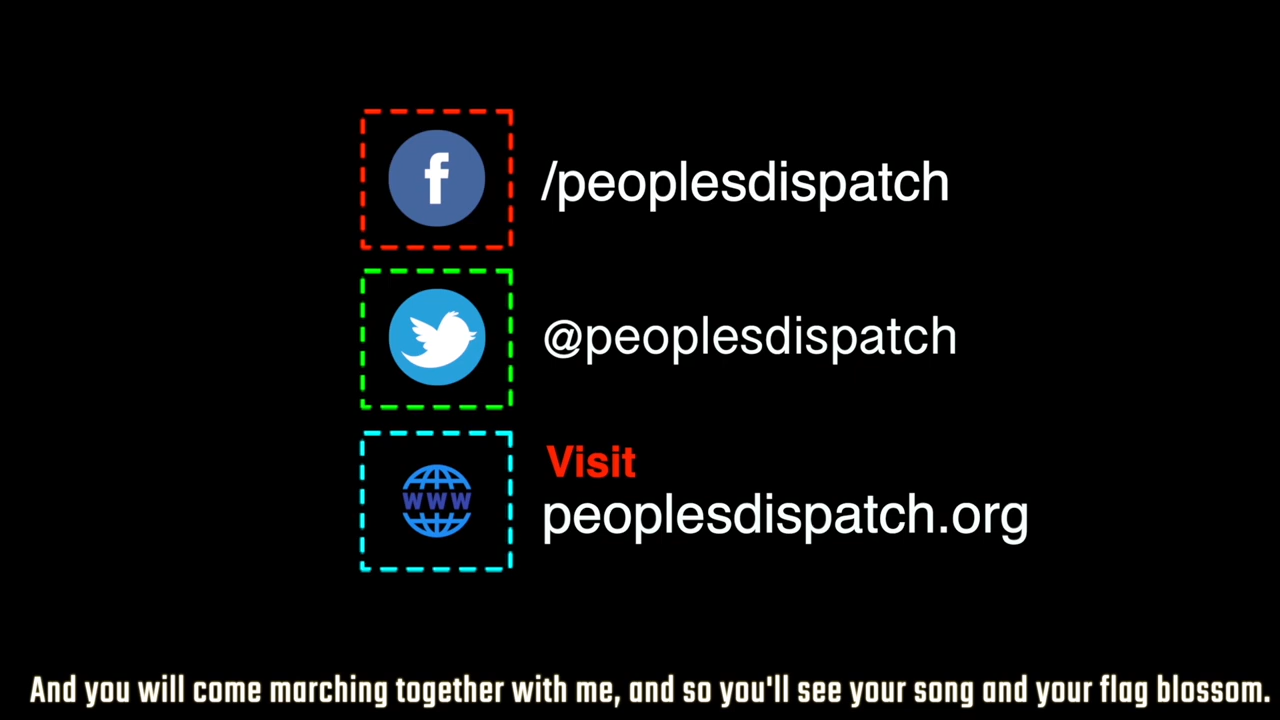 f
/peoplesdispatch
@peoplesdispatch
WWW
Visit
peoplesdispatch.org
And you will come marching together with me, and so you'll see your song and your flag blossom.